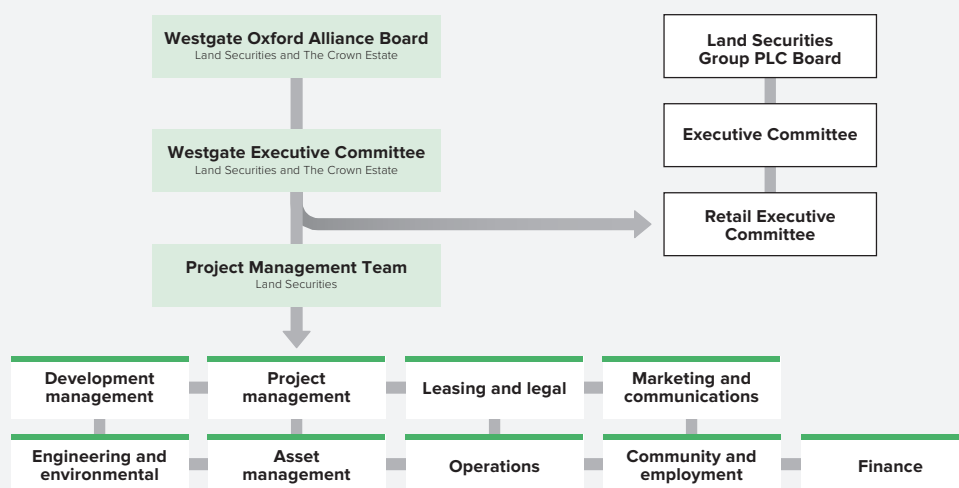 Westgate Oxford Alliance Board
Land Securities and The Crown Estate
Land Securities
Group PLC Board
Westgate Executive Committee
Land Securities and The Crown Estate
Executive Committee
Retail Executive
Committee
Project Management Team
Land Securities
Development
management
Project
management
Leasing and legal
Marketing and
communications
Engineering and
environmental
Asset
management
Operations
Community and
employment
Finance